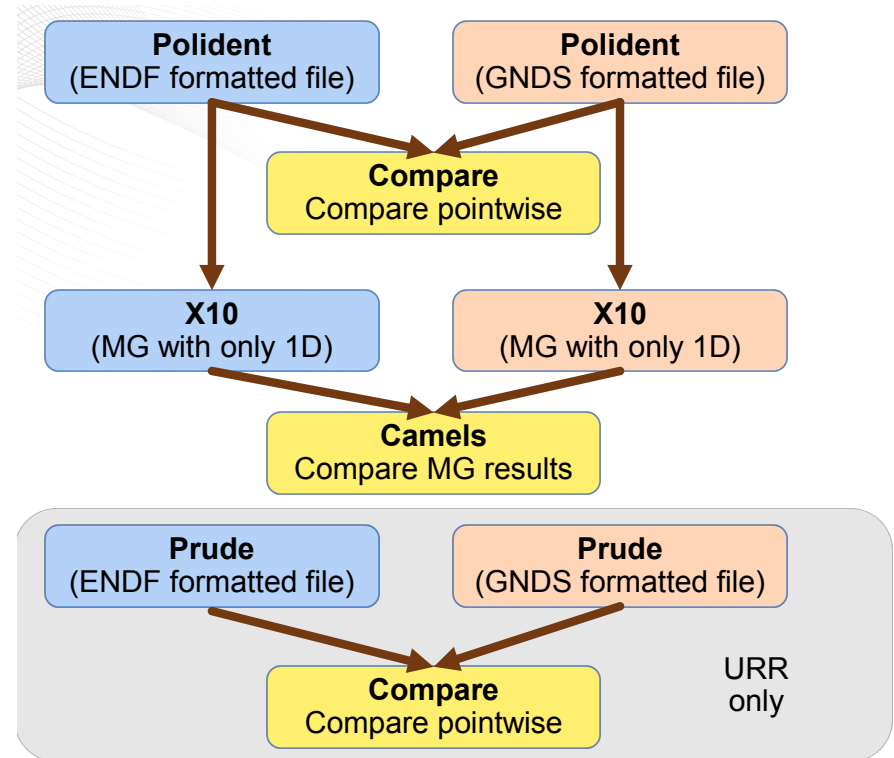 Polident
(ENDF formatted file)
Polident
(GNDS formatted file)
Compare
Compare pointwise
X10
(MG with only 1D)
X10
(MG with only 1D)
Camels
Compare MG results
Prude
(ENDF formatted file)
Prude
(GNDS formatted file)
Compare
Compare pointwise
URR
only